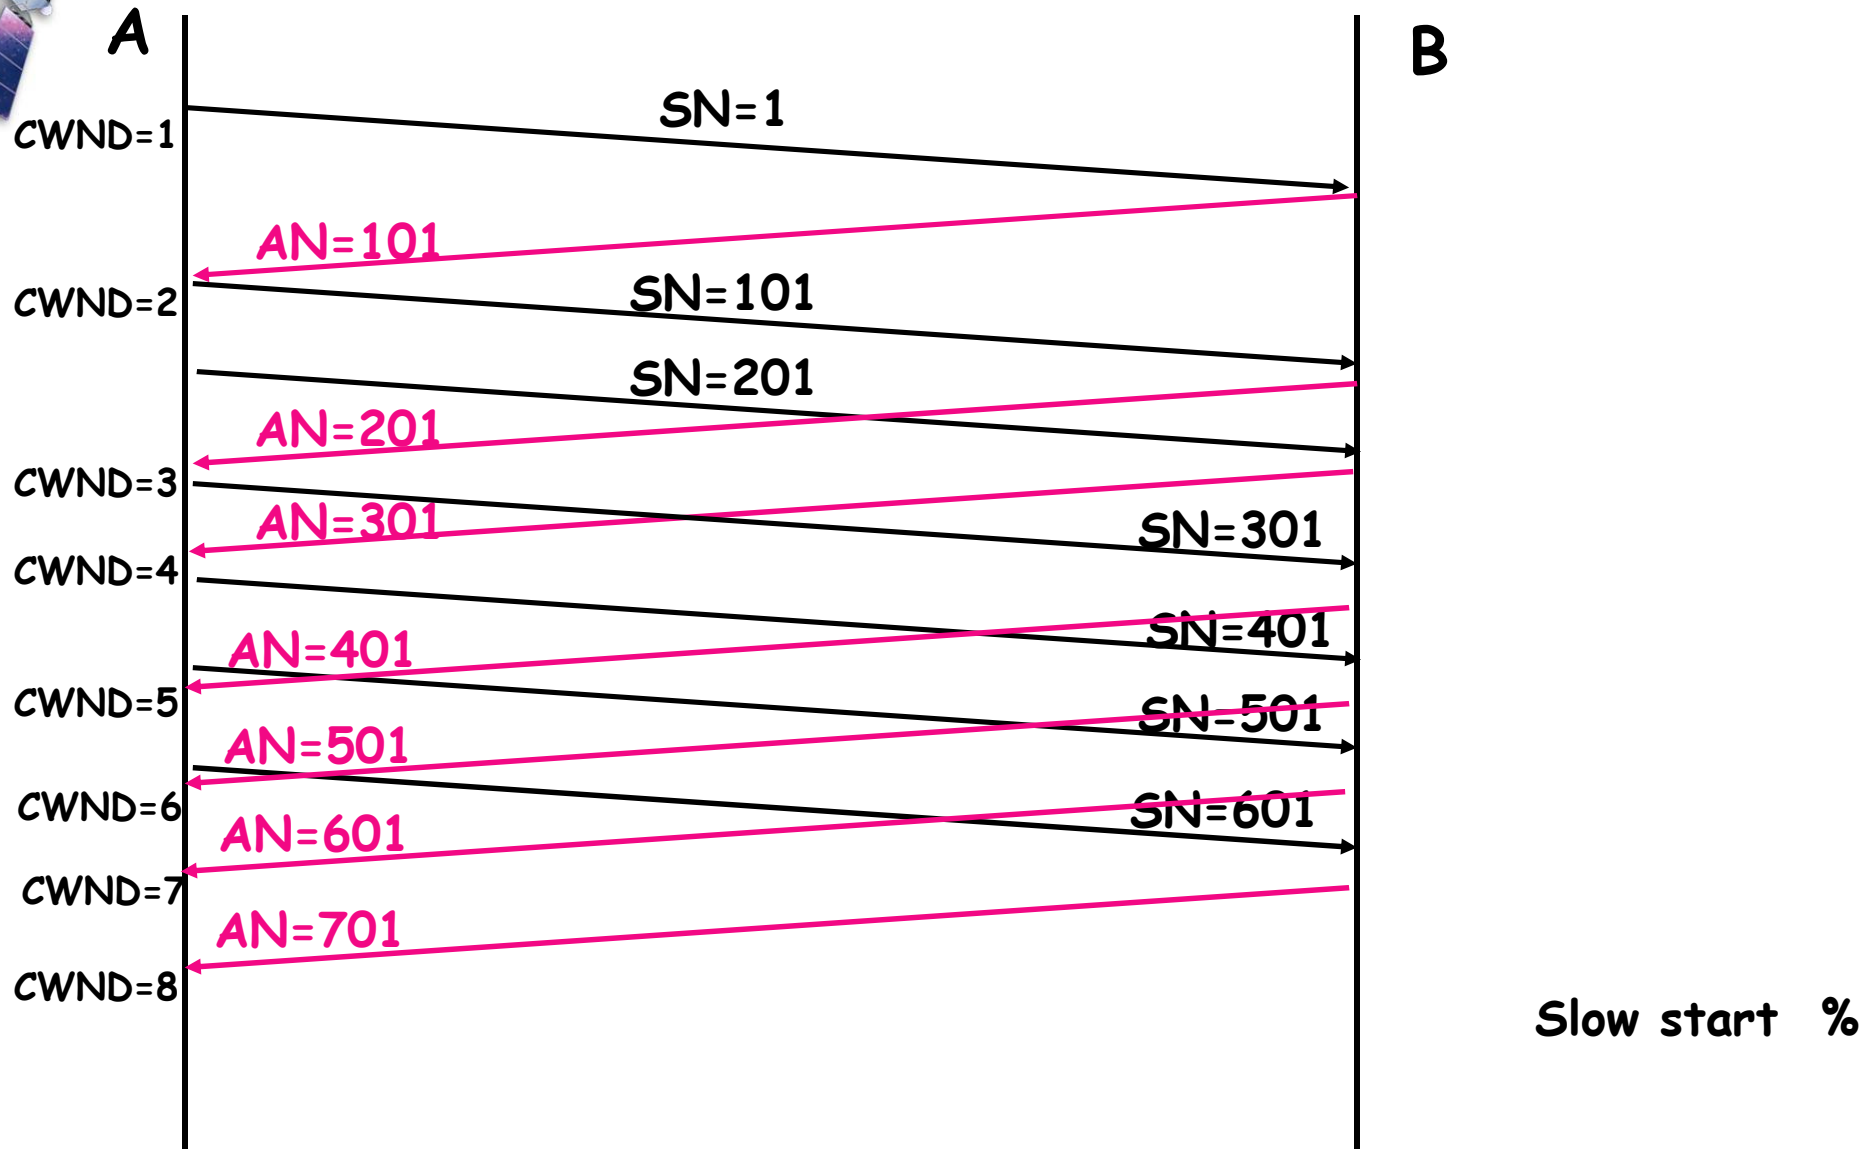 A
B
SN=1
CWND=1
AN=101
SN=101
CWND=2
SN=201
AN=201
CWND=3
AN=301
SN=301
CWND=4
SN=401
AN=401
CWND=5
SN=501
AN=501
CWND=6
SN=601
AN=601
CWND=7
AN=701
CWND=8
Slow start %